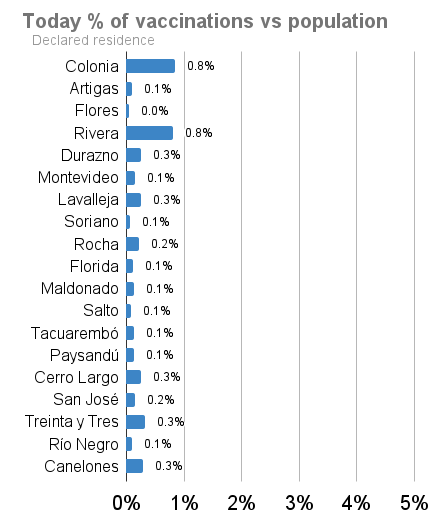 Today % of vaccinations vs population
Declared residence
Colonia 0.8%
Artigas 0.1%
Flores 0.0%
Rivera 0.8%
Durazno 0.3%
Montevideo 0.1%
Lavalleja 0.3%
Soriano 0.1%
Rocha 0.2%
Florida 0.1%
Maldonado 0.1%
Salto 0.1%
Tacuarembó 0.1%
Paysandú 0.1%
Cerro Largo 0.3%
San José 0.2%
Treinta y Tres 0.3%
Río Negro 0.1%
Canelones 0.3%
0% 1% 2% 3% 4% 5%